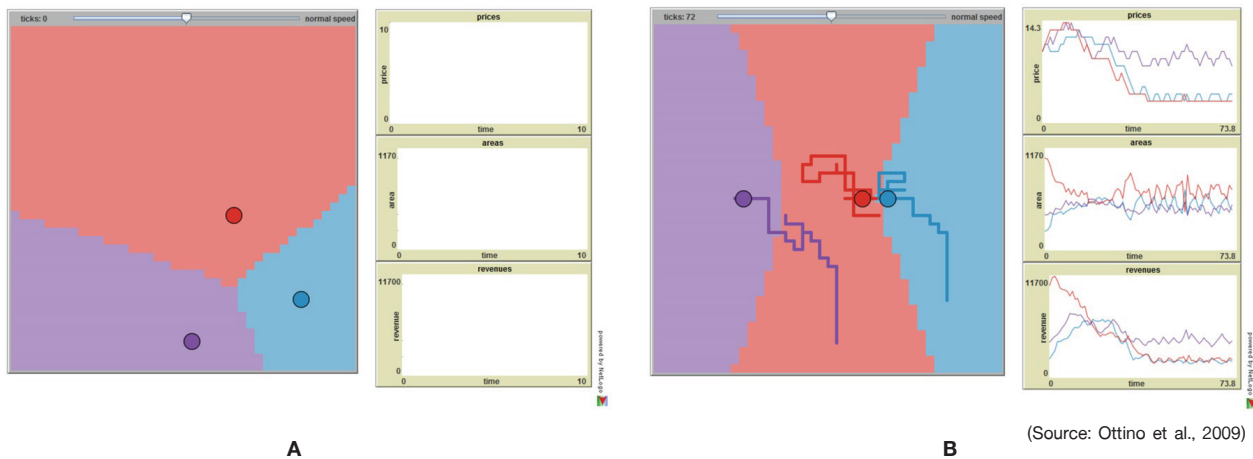 ticks: 0
normal speed
prices
10
price
0
0
time
10
areas
1170
area
0
0
time
10
revenues
11700
revenue
0
0
time
10
powered by NetLogo
A
ticks: 72
normal speed
prices
14.3
price
0
0
time
73.8
areas
1170
area
0
0
time
73.8
revenues
11700
revenue
0
0
time
73.8
powered by NetLogo
B
(Source: Ottino et al., 2009)